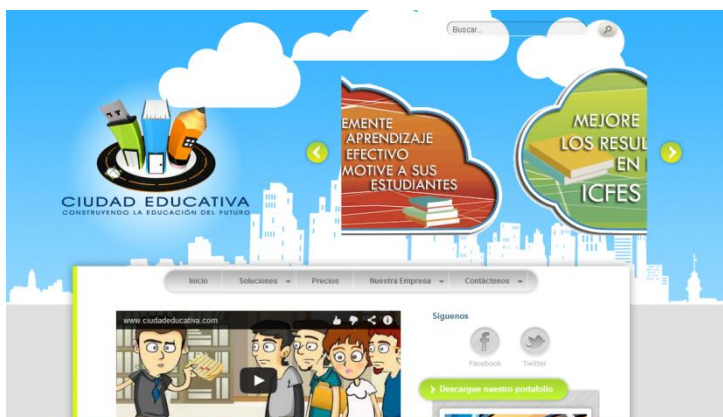 Buscar...
EMENTE
APRENDIZAJE
EFECTIVO
MOTIVE A SUS
ESTUDIANTES
MEJORE
LOS RESUL
EN
ICFES
CIUDAD EDUCATIVA
CONSTRUYENDO LA EDUCACIÓN DEL FUTURO
Inicio Soluciones Precios Nuestra Empresa Contáctenos
www.ciudadeducativa.com
Síguenos
Facebook Twitter
Descargue nuestro portafolio